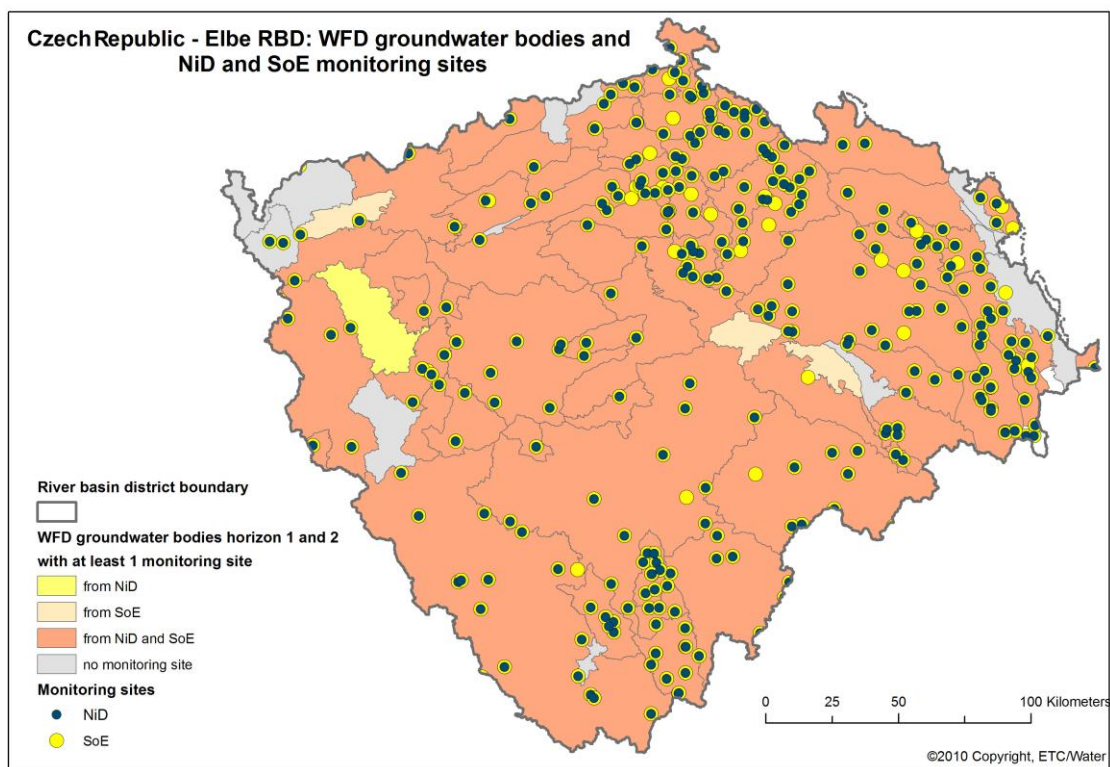 Czech Republic - Elbe RBD: WFD groundwater bodies and
NiD and SoE monitoring sites
River basin district boundary
WFD groundwater bodies horizon 1 and 2
with at least 1 monitoring site
from NiD
from SoE
from NiD and SoE
no monitoring site
Monitoring sites
NiD
SoE
0 25 50 100 Kilometers
©2010 Copyright, ETC/Water